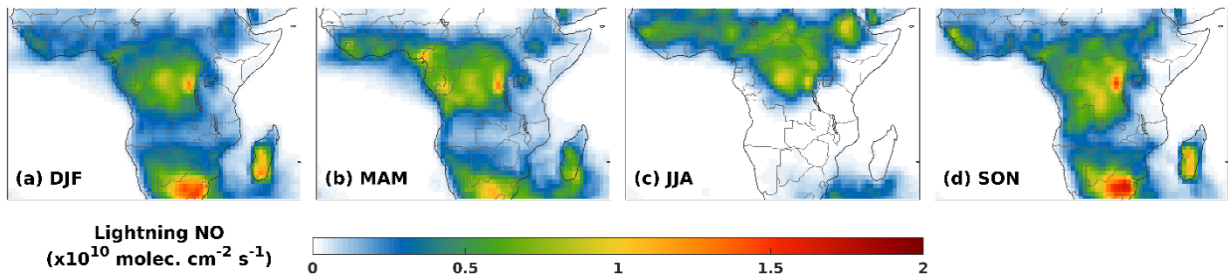 (a) DJF (b) MAM (c) JJA (d) SON
Lightning NO
(x10¹⁰ molec. cm⁻² s⁻¹)
0 0.5 1 1.5 2